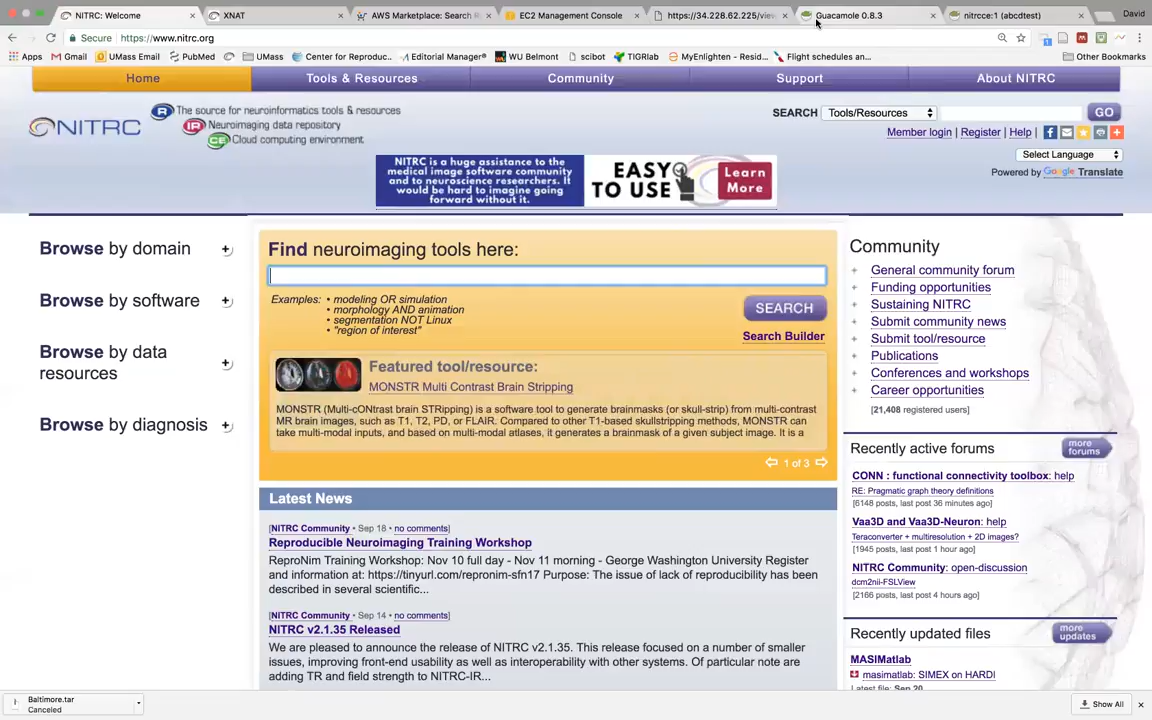 NITRC: Welcome
XNAT
AWS Marketplace: Search R
EC2 Management Console
https://34.228.62.225/view
Guacamole 0.8.3
nitrcce:1 (abcdtest)
David
Secure https://www.nitrc.org
Apps
Gmail
UMass Email
PubMed
UMass
Center for Reproduc..
Editorial Manager®
WU Belmont
scibot
TIGRlab
MyEnlighten - Resid...
Flight schedules an...
Other Bookmarks
Home
Tools & Resources
Community
Support
About NITRC
NITRC
R The source for neuroinformatics tools & resources
IR Neuroimaging data repository
CE Cloud computing environment
SEARCH Tools/Resources GO
Member login | Register | Help |
Select Language
Powered by Google Translate
NITRC is a huge assistance to the
medical image software community
and to neuroscience researchers. It
would be hard to imagine going
forward without it.
EASY
TO USE
Learn
More
Browse by domain
Browse by software
Browse by data
resources
Browse by diagnosis
Find neuroimaging tools here:
Examples: • modeling OR simulation
• morphology AND animation
• segmentation NOT Linux
• "region of interest"
SEARCH
Search Builder
Featured tool/resource:
MONSTR Multi Contrast Brain Stripping
MONSTR (Multi-cONtrast brain STRipping) is a software tool to generate brainmasks (or skull-strip) from multi-contrast
MR brain images, such as T1, T2, PD, or FLAIR. Compared to other T1-based skullstripping methods, MONSTR can
take multi-modal inputs, and based on multi-modal atlases, it generates a brainmask of a given subject image. It is a
1 of 3
Latest News
[NITRC Community • Sep 18 • no comments]
Reproducible Neuroimaging Training Workshop
ReproNim Training Workshop: Nov 10 full day - Nov 11 morning - George Washington University Register
and information at: https://tinyurl.com/repronim-sfn17 Purpose: The issue of lack of reproducibility has been
described in several scientific...
[NITRC Community • Sep 14 • no comments]
NITRC v2.1.35 Released
We are pleased to announce the release of NITRC v2.1.35. This release focused on a number of smaller
issues, improving front-end usability as well as interoperability with other systems. Of particular note are
adding TR and field strength to NITRC-IR...
Community
General community forum
Funding opportunities
Sustaining NITRC
Submit community news
Submit tool/resource
Publications
Conferences and workshops
Career opportunities
[21,408 registered users]
Recently active forums
more
forums
CONN : functional connectivity toolbox: help
RE: Pragmatic graph theory definitions
[6148 posts, last post 36 minutes ago]
Vaa3D and Vaa3D-Neuron: help
Teraconverter + multiresolution + 2D images?
[1945 posts, last post 1 hour ago]
NITRC Community: open-discussion
dcm2nii-FSLView
[2166 posts, last post 4 hours ago]
Recently updated files
more
updates
MASIMatlab
masimatlab: SIMEX on HARDI
Latest file: Sep 20
Baltimore.tar
Canceled
Show All